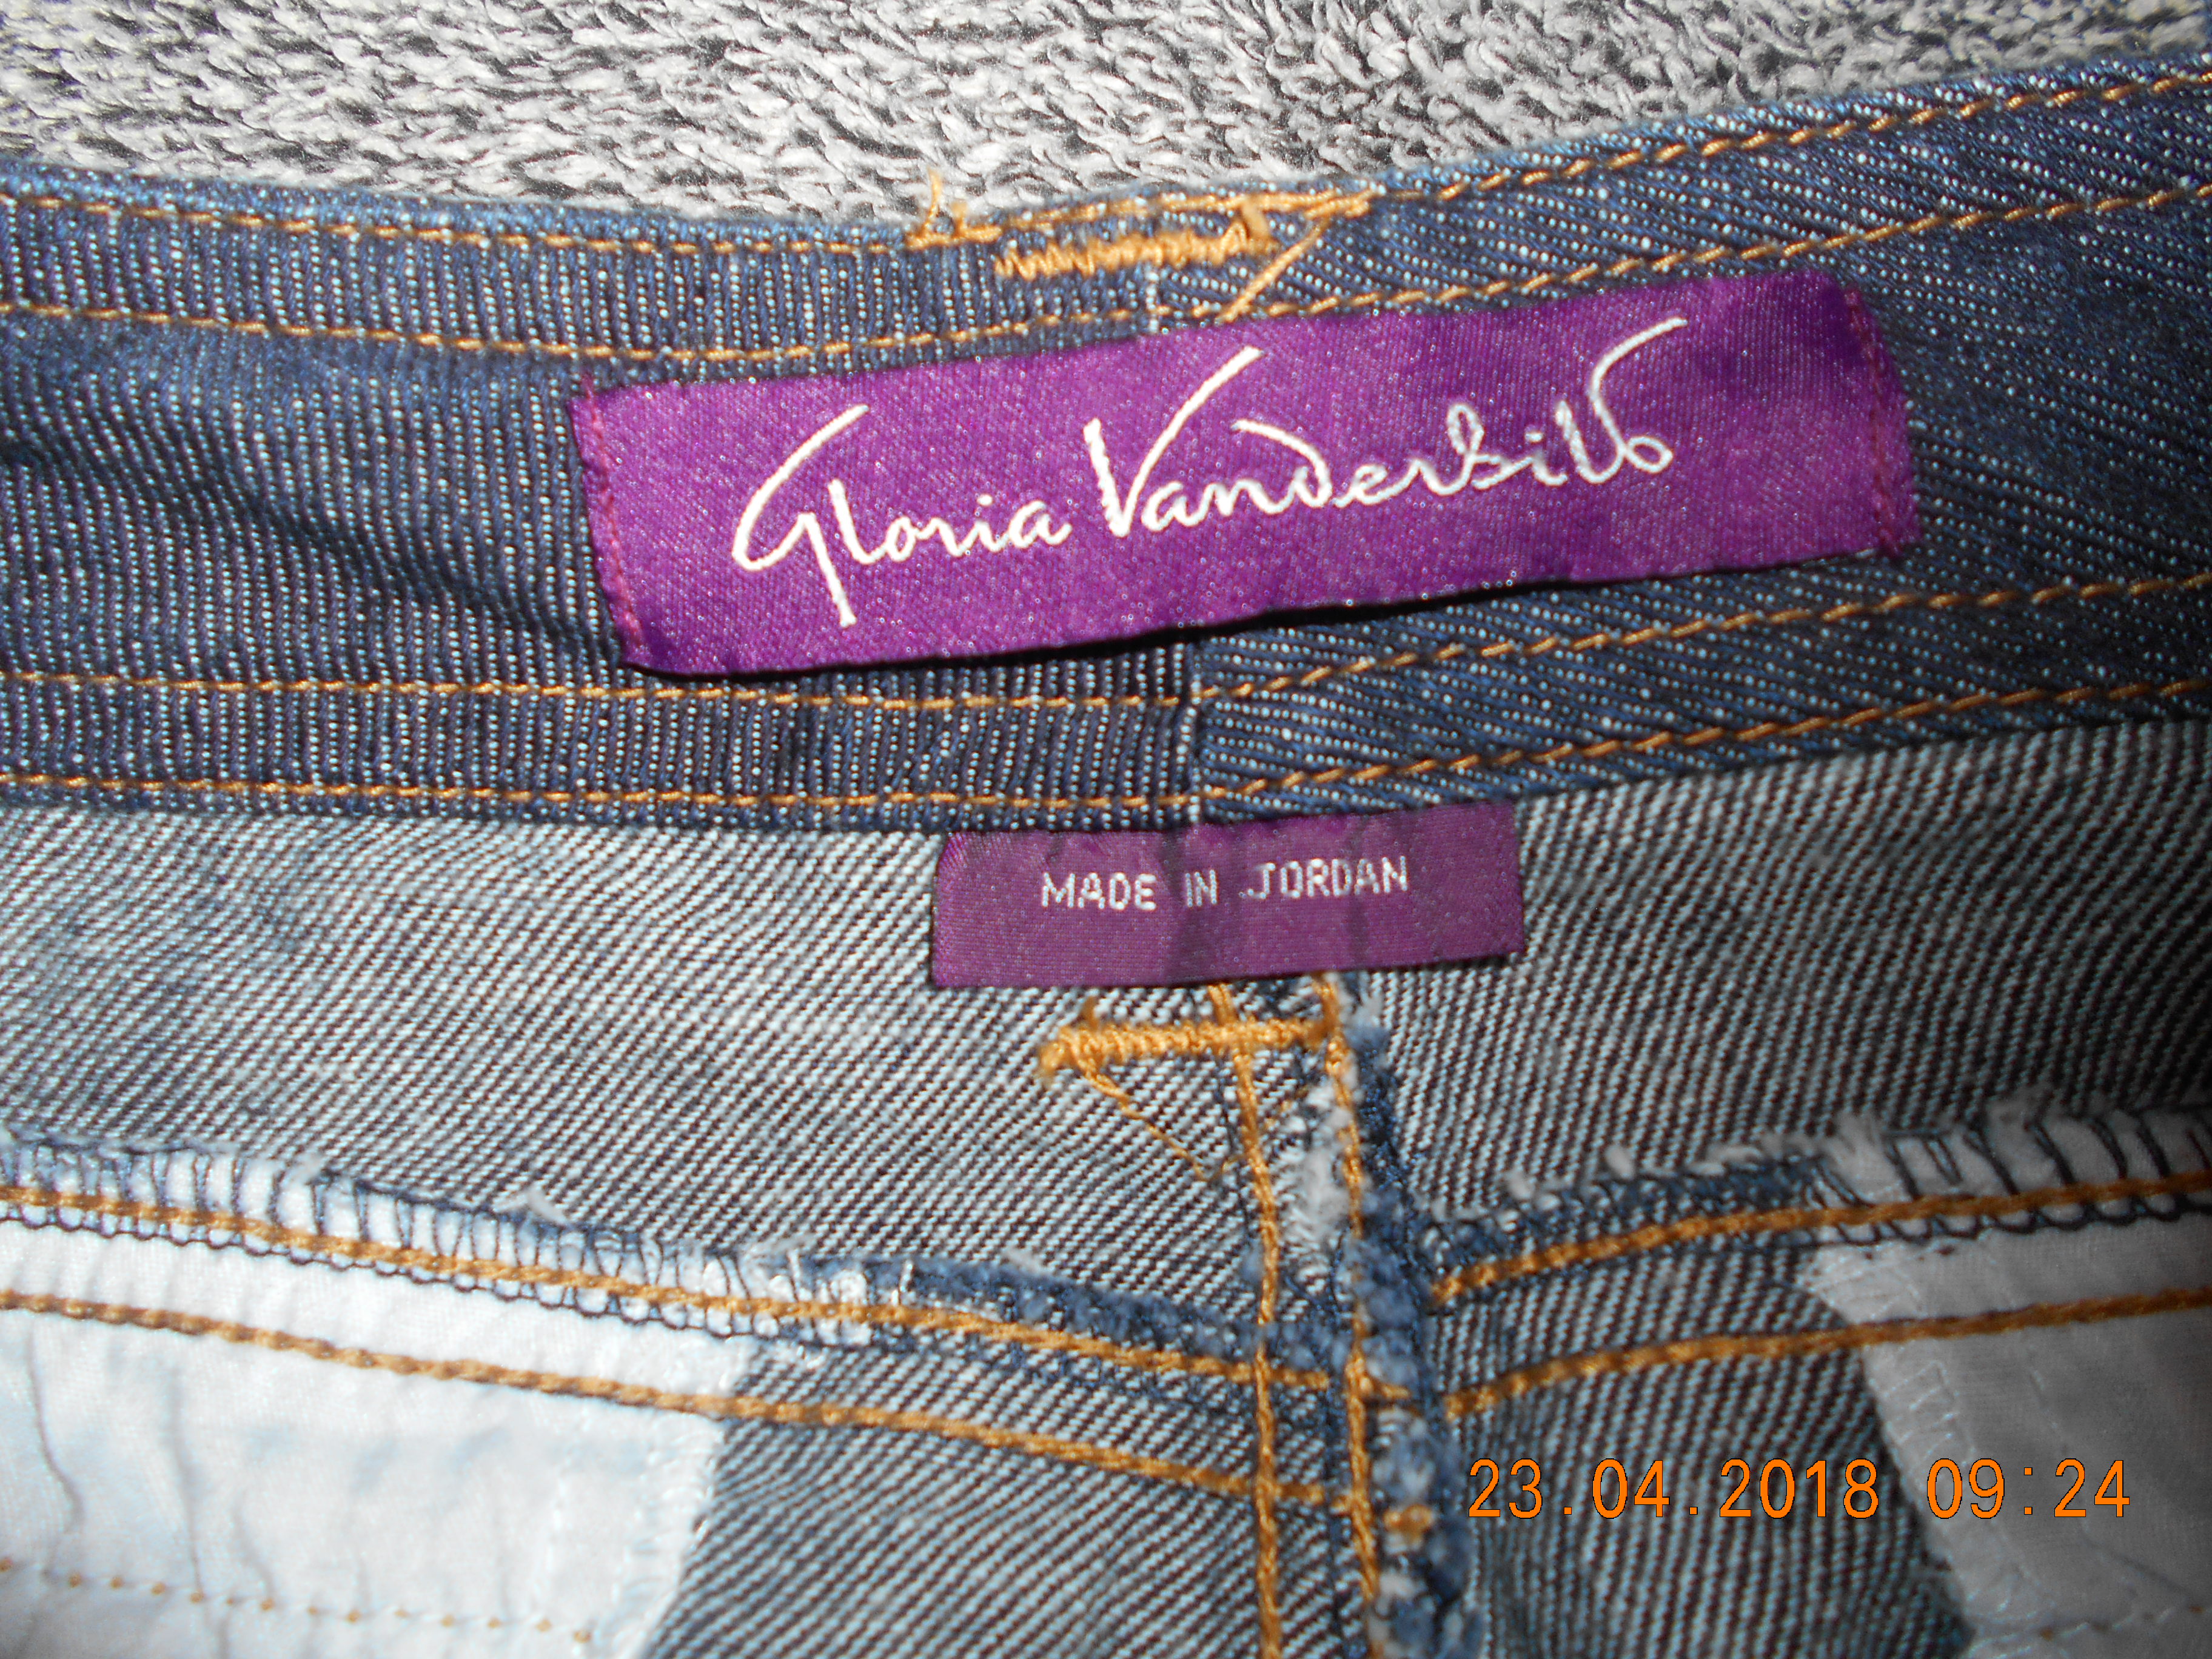 Gloria Vanderbilt
MADE IN JORDAN
23.04.2018 09:24